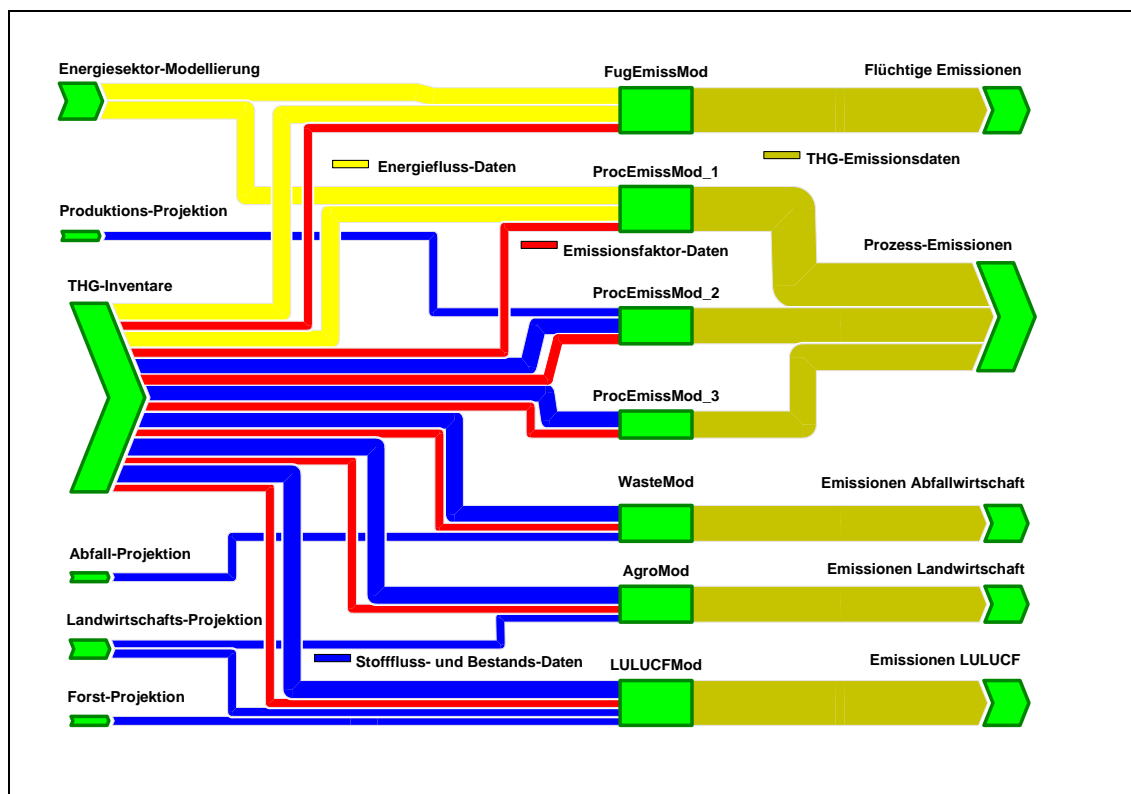 Energiesektor-Modellierung
FugEmissMod
Flüchtige Emissionen
Energiefluss-Daten
THG-Emissionsdaten
ProcEmissMod_1
Produktions-Projektion
Emissionsfaktor-Daten
Prozess-Emissionen
THG-Inventare
ProcEmissMod_2
ProcEmissMod_3
WasteMod
Emissionen Abfallwirtschaft
Abfall-Projektion
AgroMod
Emissionen Landwirtschaft
Landwirtschafts-Projektion
Stofffluss- und Bestands-Daten
LULUCFMod
Emissionen LULUCF
Forst-Projektion